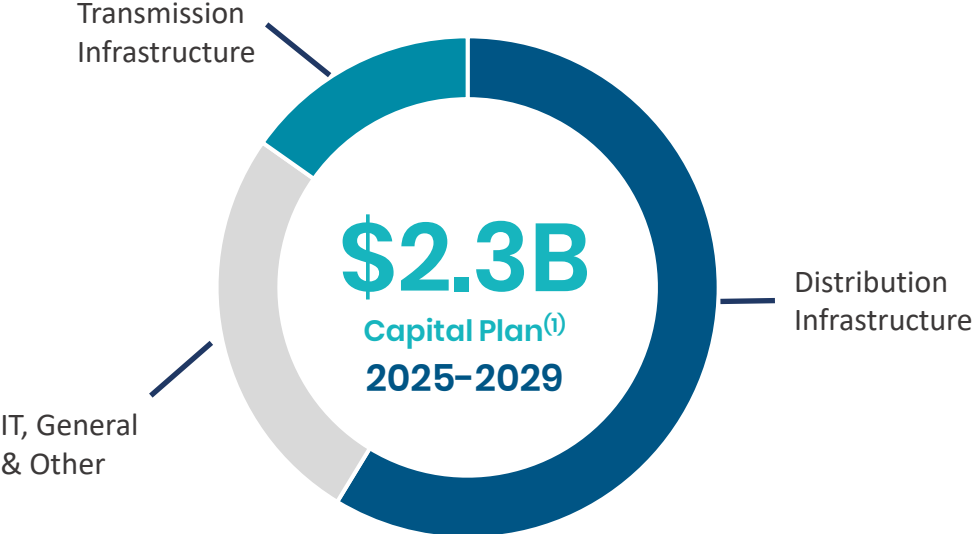 Transmission
Infrastructure
$2.3B
Capital Plan(1)
2025-2029
Distribution
Infrastructure
IT, General
& Other